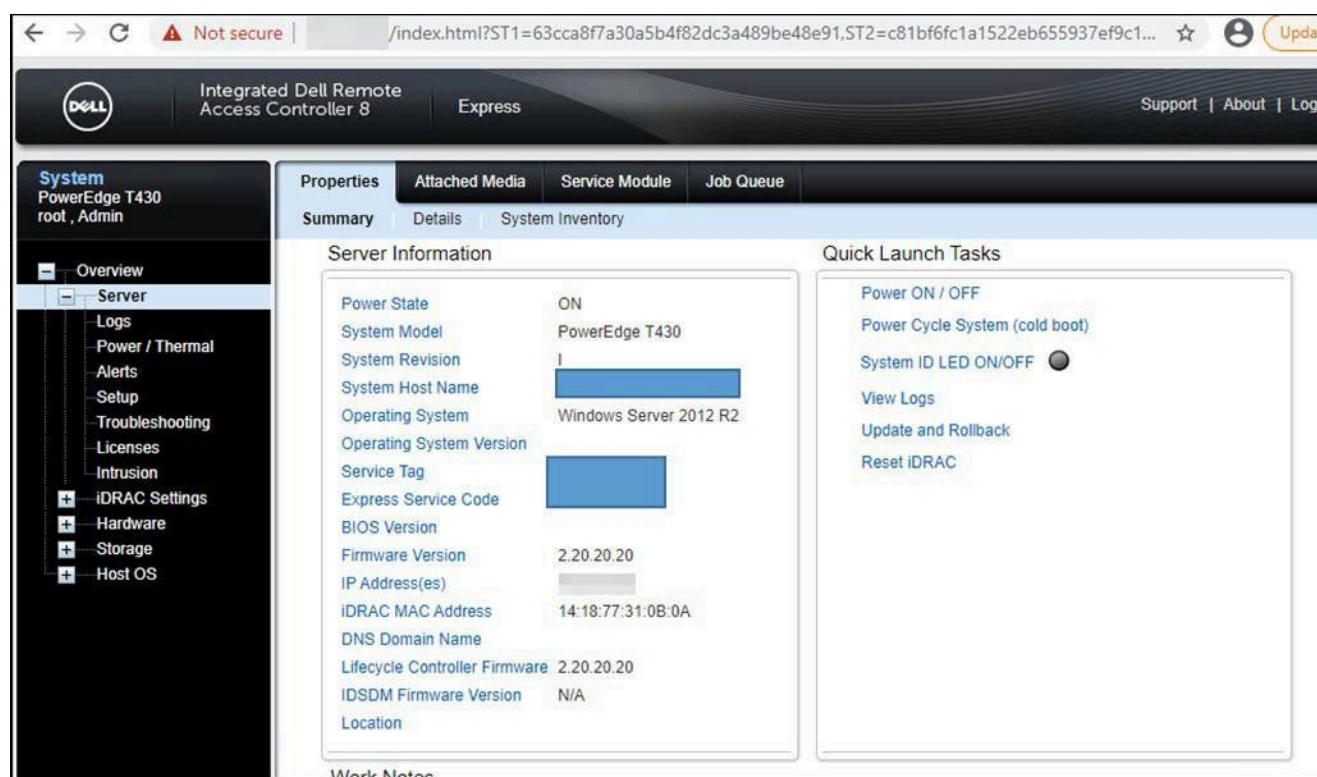 Not secure | /index.html?ST1=63cca8f7a30a5b4f82dc3a489be48e91,ST2=c81bf6fc1a1522eb655937ef9c1... Upda
DELL
Integrated Dell Remote
Access Controller 8
Express
Support | About | Log
System
PowerEdge T430
root , Admin
Overview
Server
Logs
Power / Thermal
Alerts
Setup
Troubleshooting
Licenses
Intrusion
iDRAC Settings
Hardware
Storage
Host OS
Properties Attached Media Service Module Job Queue
Summary Details System Inventory
Server Information
Power State ON
System Model PowerEdge T430
System Revision I
System Host Name
Operating System Windows Server 2012 R2
Operating System Version
Service Tag
Express Service Code
BIOS Version
Firmware Version 2.20.20.20
IP Address(es)
iDRAC MAC Address 14:18:77:31:0B:0A
DNS Domain Name
Lifecycle Controller Firmware 2.20.20.20
IDSDM Firmware Version N/A
Location
Quick Launch Tasks
Power ON / OFF
Power Cycle System (cold boot)
System ID LED ON/OFF
View Logs
Update and Rollback
Reset iDRAC
Work Notes